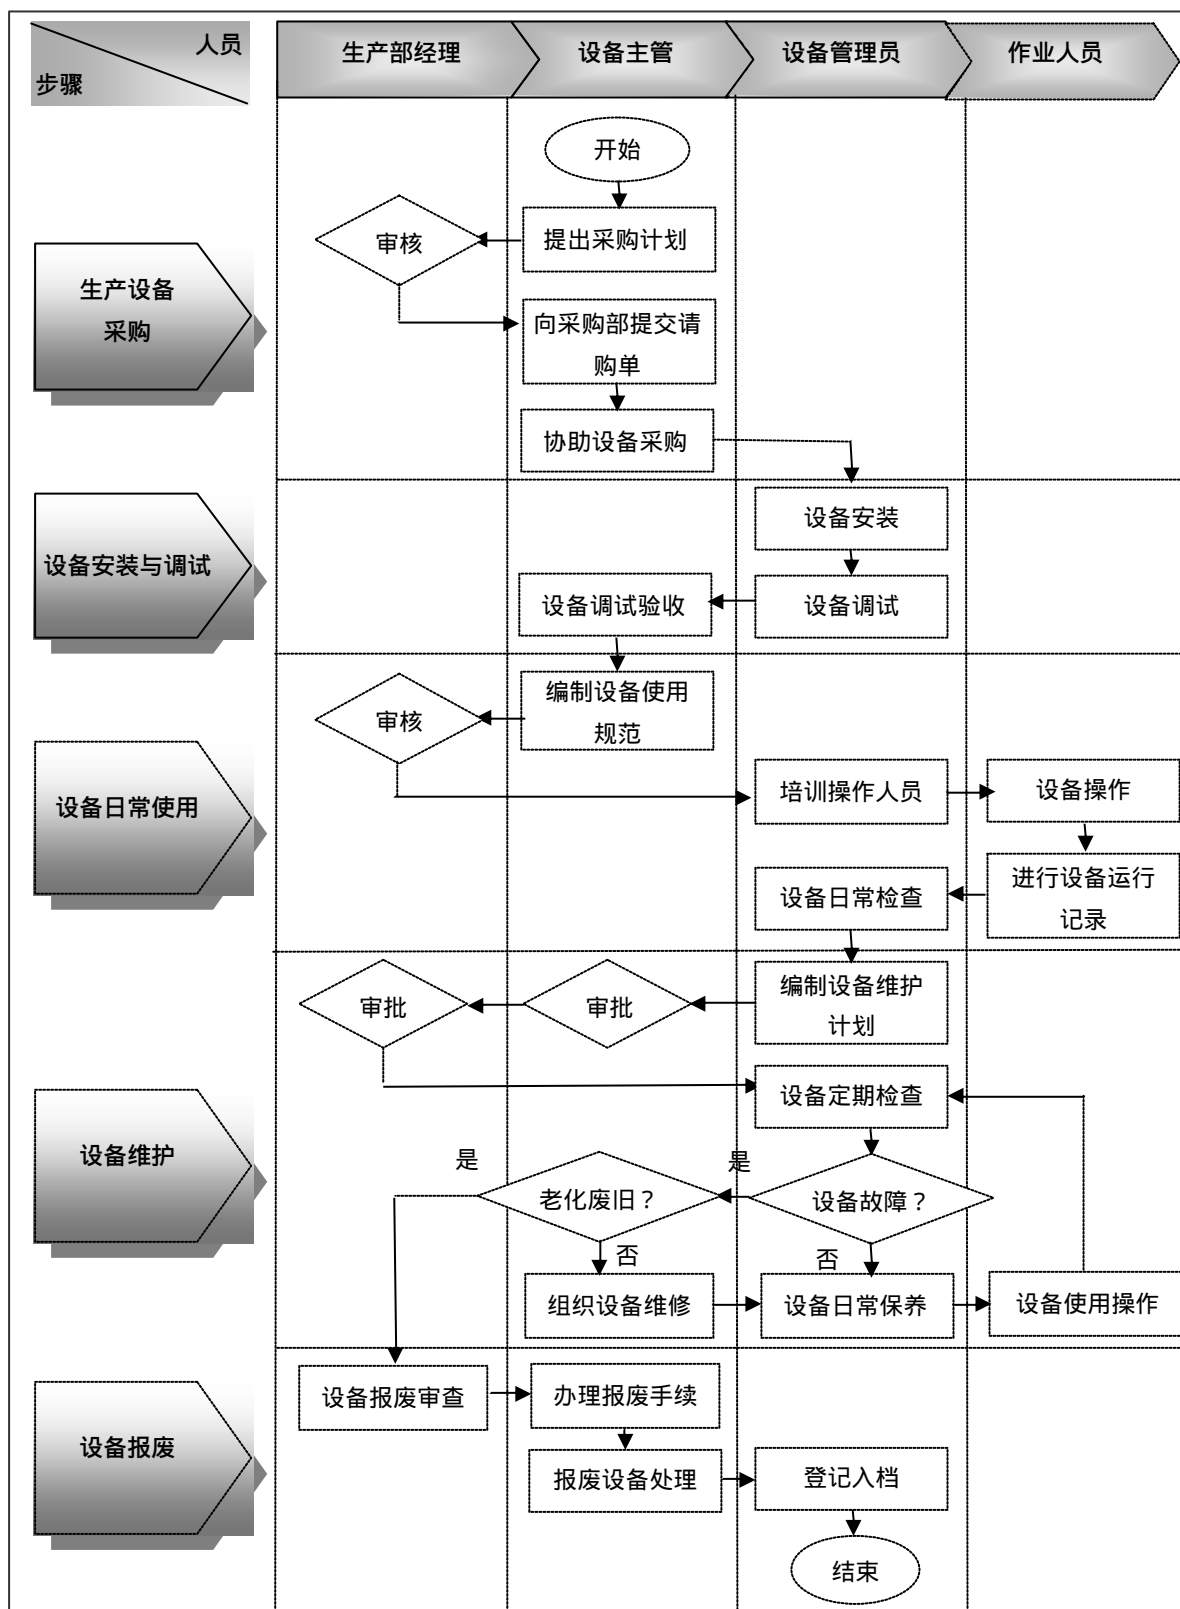 人员
步骤
生产部经理
设备主管
设备管理员
作业人员
开始
审核
提出采购计划
生产设备
采购
向采购部提交请
购单
协助设备采购
设备安装
设备安装与调试
设备调试验收
设备调试
编制设备使用
规范
审核
设备日常使用
培训操作人员
设备操作
设备日常检查
进行设备运行
记录
审批
审批
编制设备维护
计划
设备定期检查
设备维护
是
是
老化废旧？
设备故障？
否
否
组织设备维修
设备日常保养
设备使用操作
设备报废审查
办理报废手续
设备报废
报废设备处理
登记入档
结束